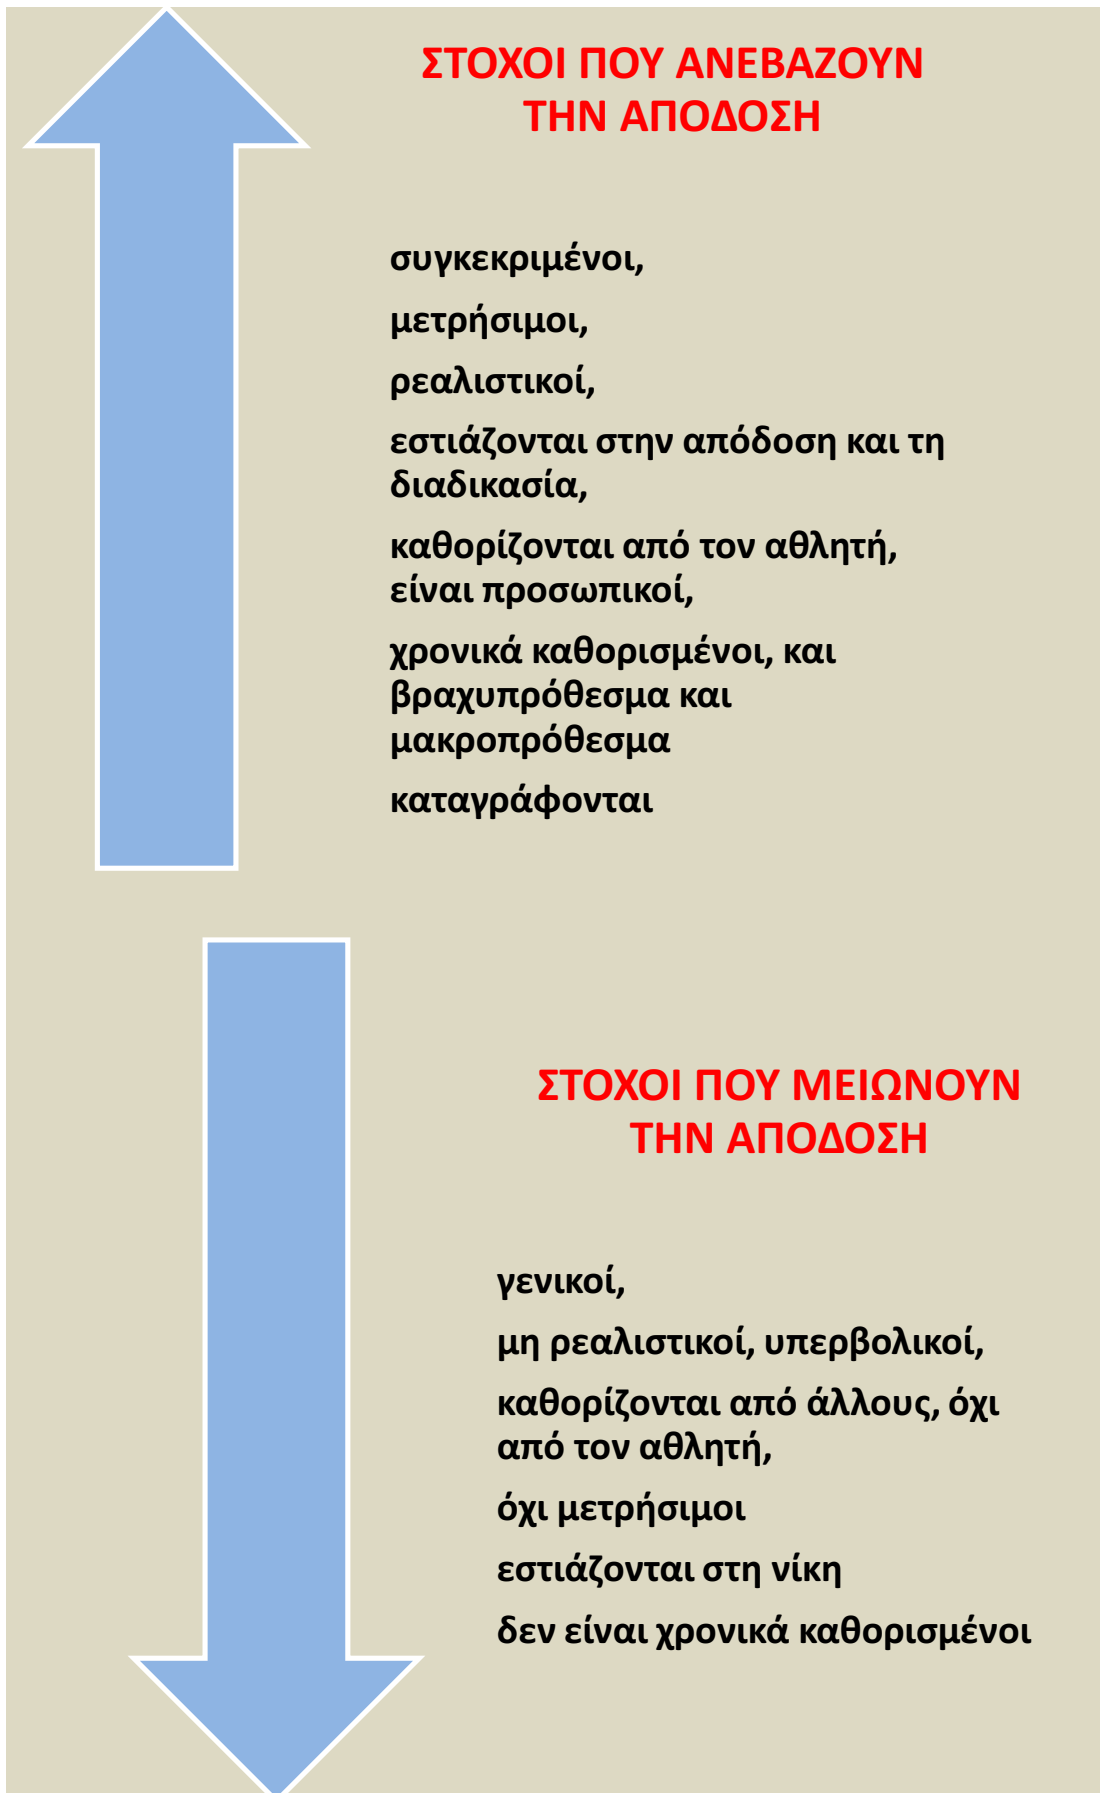 ΣΤΟΧΟΙ ΠΟΥ ΑΝΕΒΑΖΟΥΝ
ΤΗΝ ΑΠΟΔΟΣΗ
συγκεκριμένοι,
μετρήσιμοι,
ρεαλιστικοί,
εστιάζονται στην απόδοση και τη
διαδικασία,
καθορίζονται από τον αθλητή,
είναι προσωπικοί,
χρονικά καθορισμένοι, και
βραχυπρόθεσμα και
μακροπρόθεσμα
καταγράφονται
ΣΤΟΧΟΙ ΠΟΥ ΜΕΙΩΝΟΥΝ
ΤΗΝ ΑΠΟΔΟΣΗ
γενικοί,
μη ρεαλιστικοί, υπερβολικοί,
καθορίζονται από άλλους, όχι
από τον αθλητή,
όχι μετρήσιμοι
εστιάζονται στη νίκη
δεν είναι χρονικά καθορισμένοι